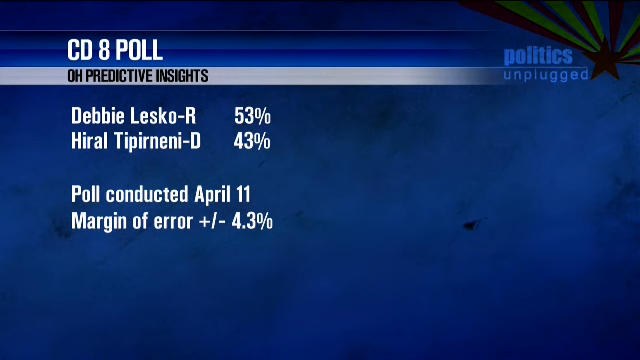 CD 8 POLL
OH PREDICTIVE INSIGHTS
politics
unplugged
Debbie Lesko-R 53%
Hiral Tipirneni-D 43%
Poll conducted April 11
Margin of error +/- 4.3%